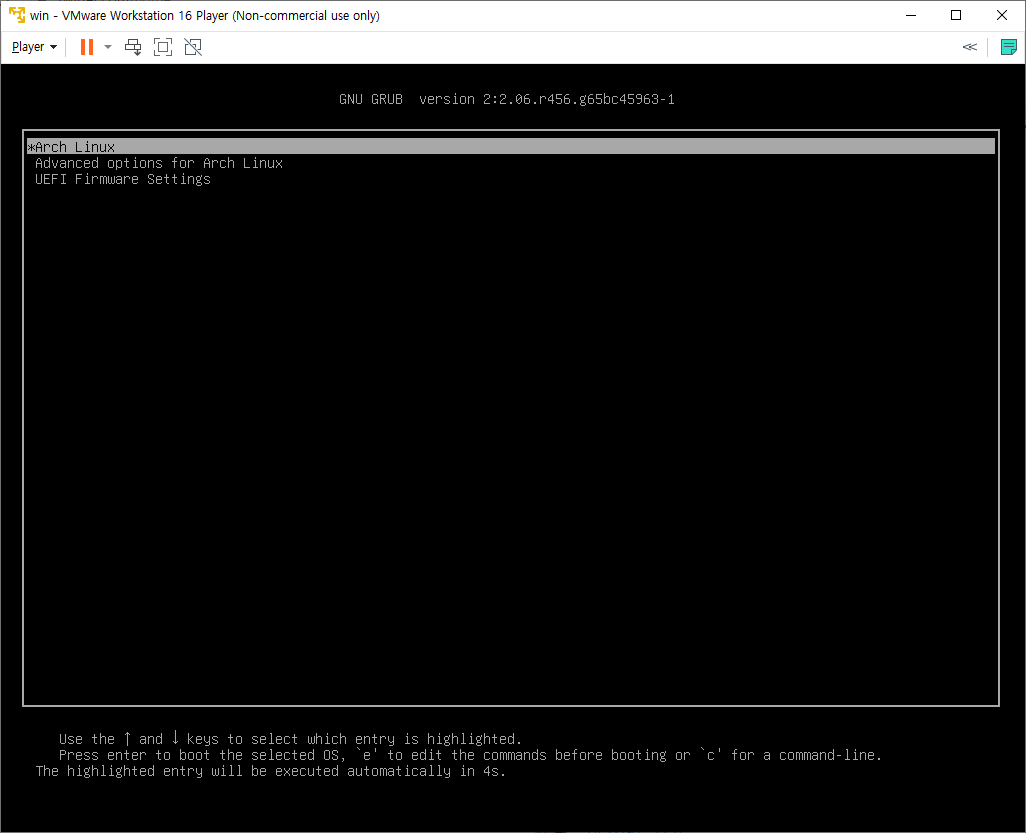 win - VMware Workstation 16 Player (Non-commercial use only)
Player
GNU GRUB  version 2:2.06.r456.g65bc45963-1
*Arch Linux
Advanced options for Arch Linux
UEFI Firmware Settings
Use the ↑ and ↓ keys to select which entry is highlighted.
Press enter to boot the selected OS, `e' to edit the commands before booting or `c' for a command-line.
The highlighted entry will be executed automatically in 4s.